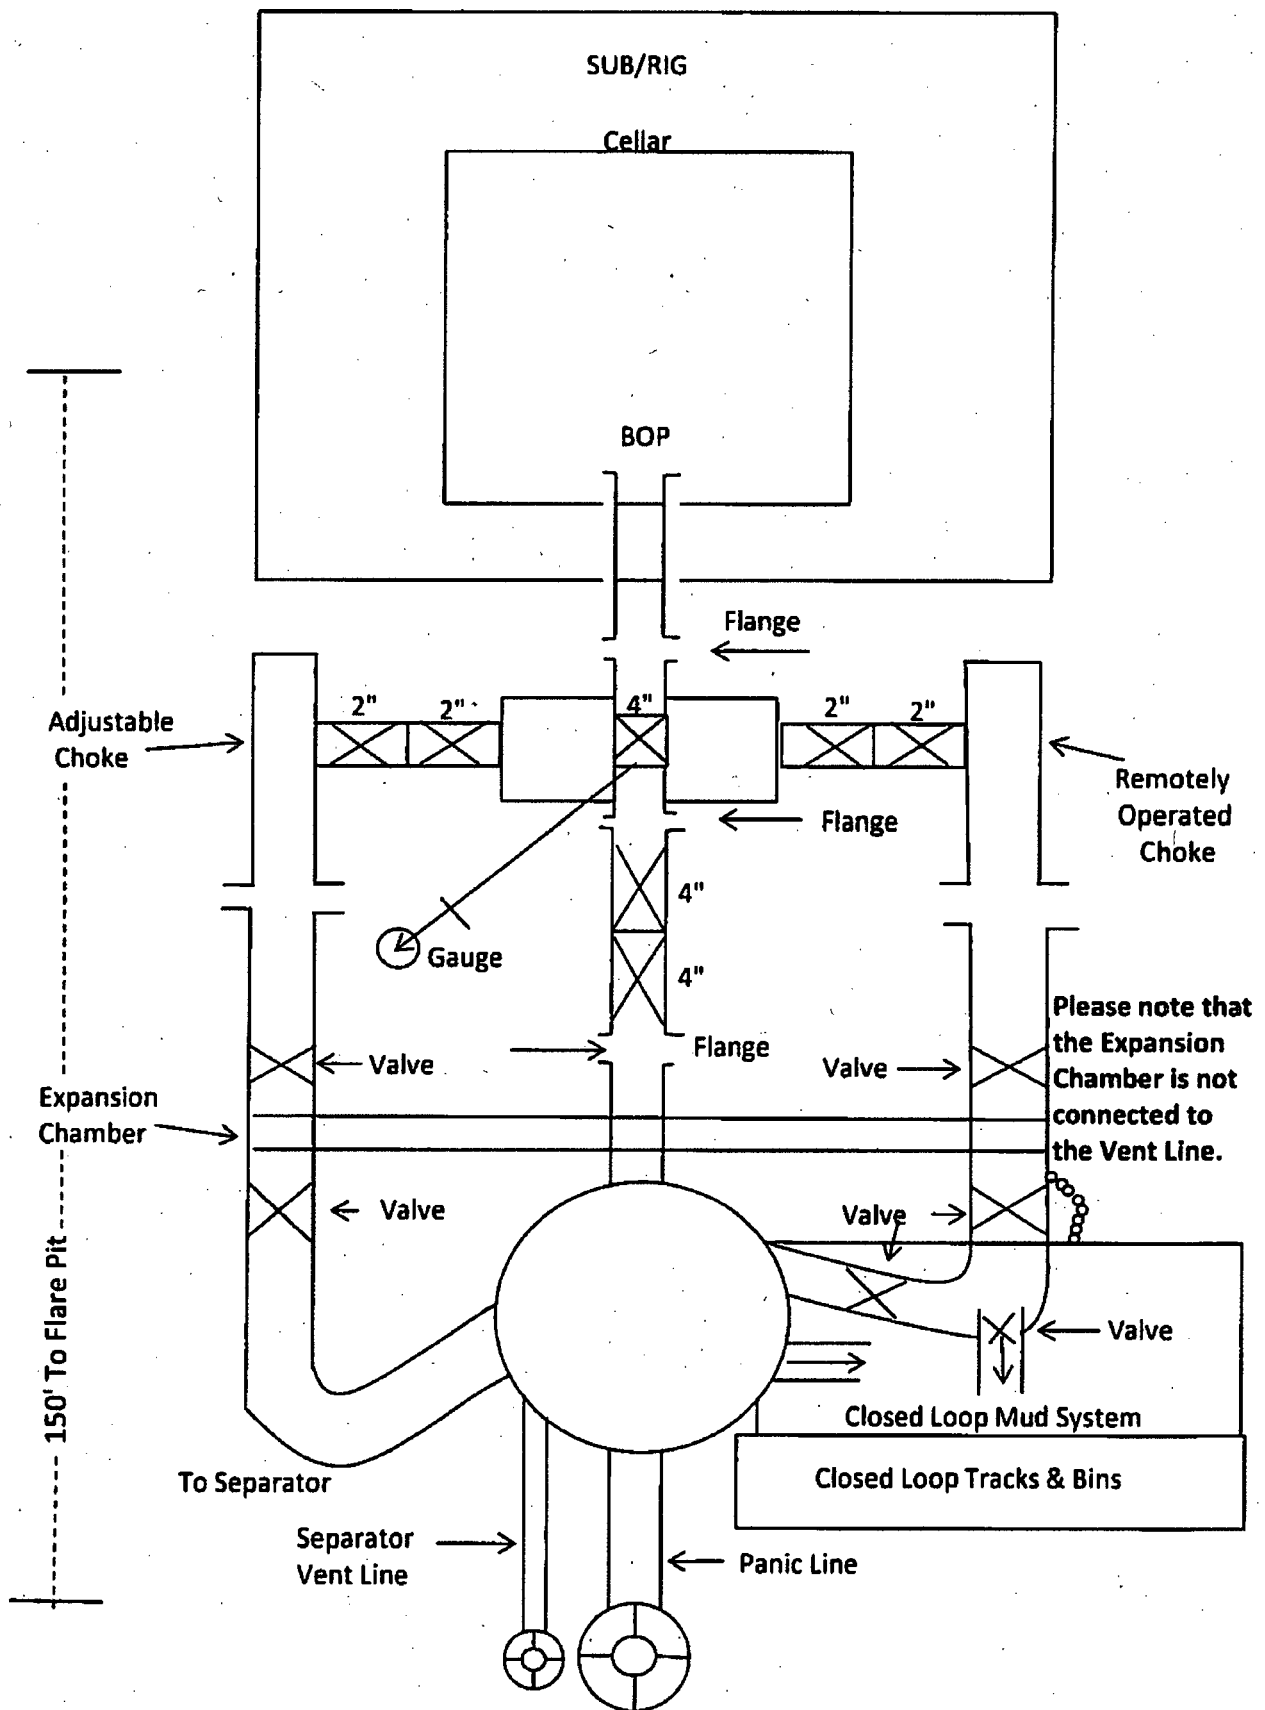 SUB/RIG
Cellar
BOP
Flange
2"
2"
4"
2"
2"
Adjustable
Choke
Remotely
Operated
Choke
Flange
4"
Gauge
4"
Please note that
the Expansion
Chamber is not
connected to
the Vent Line.
Flange
Valve
Valve
Expansion
Chamber
Valve
Valve
150' To Flare Pit
Valve
Closed Loop Mud System
To Separator
Closed Loop Tracks & Bins
Separator
Vent Line
Panic Line